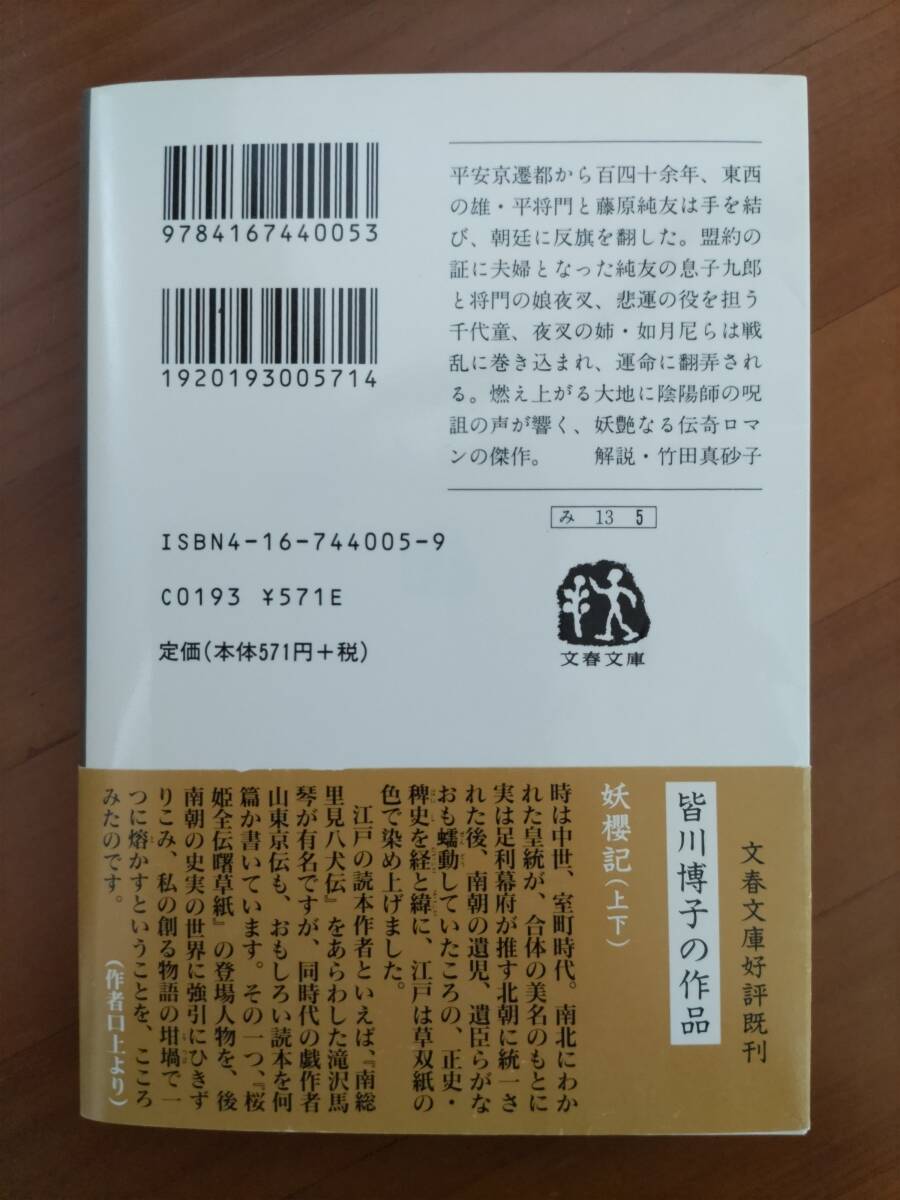 9784167440053
1920193005714
平安京遷都から百四十余年、東西
の雄・平将門と藤原純友は手を結
び、朝廷に反旗を翻した。盟約の
証に夫婦となった純友の息子九郎
と将門の娘夜叉、悲運の役を担う
千代童、夜叉の姉・如月尼らは戦
乱に巻き込まれ、運命に翻弄され
る。燃え上がる大地に陰陽師の呪
詛の声が響く、妖艶なる伝奇ロマ
ンの傑作。 解説・竹田真砂子
み 13 5
ISBN4-16-744005-9
C0193 ¥571E
定価(本体571円+税)
文春文庫
文春文庫好評既刊
皆川博子の作品
妖櫻記(上下)
時は中世、室町時代。南北にわか
れた皇統が、合体の美名のもとに
実は足利幕府が推す北朝に統一さ
れた後、南朝の遺児、遺臣らがな
おも蠕動していたころの、正史・
稗史を経と緯に、江戸は草双紙の
色で染め上げました。
江戸の読本作者といえば、『南総
里見八犬伝』をあらわした滝沢馬
琴が有名ですが、同時代の戯作者
山東京伝も、おもしろい読本を何
篇か書いています。その一つ、『桜
姫全伝曙草紙』の登場人物を、後
南朝の史実の世界に強引にひきず
りこみ、私の創る物語の坩堝で一
つに熔かすということを、こころ
みたのです。
(作者口上より)